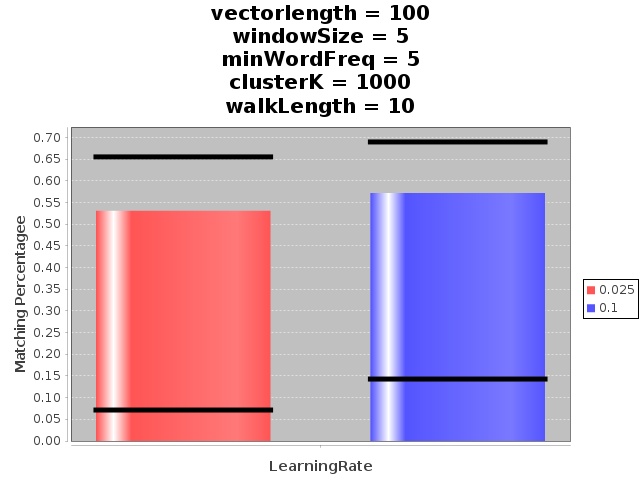 vectorlength = 100
windowSize = 5
minWordFreq = 5
clusterK = 1000
walkLength = 10
0.70
0.65
0.60
0.55
0.50
0.45
0.40
0.35
0.30
0.25
0.20
0.15
0.10
0.05
0.00
Matching Percentagee
LearningRate
0.025
0.1